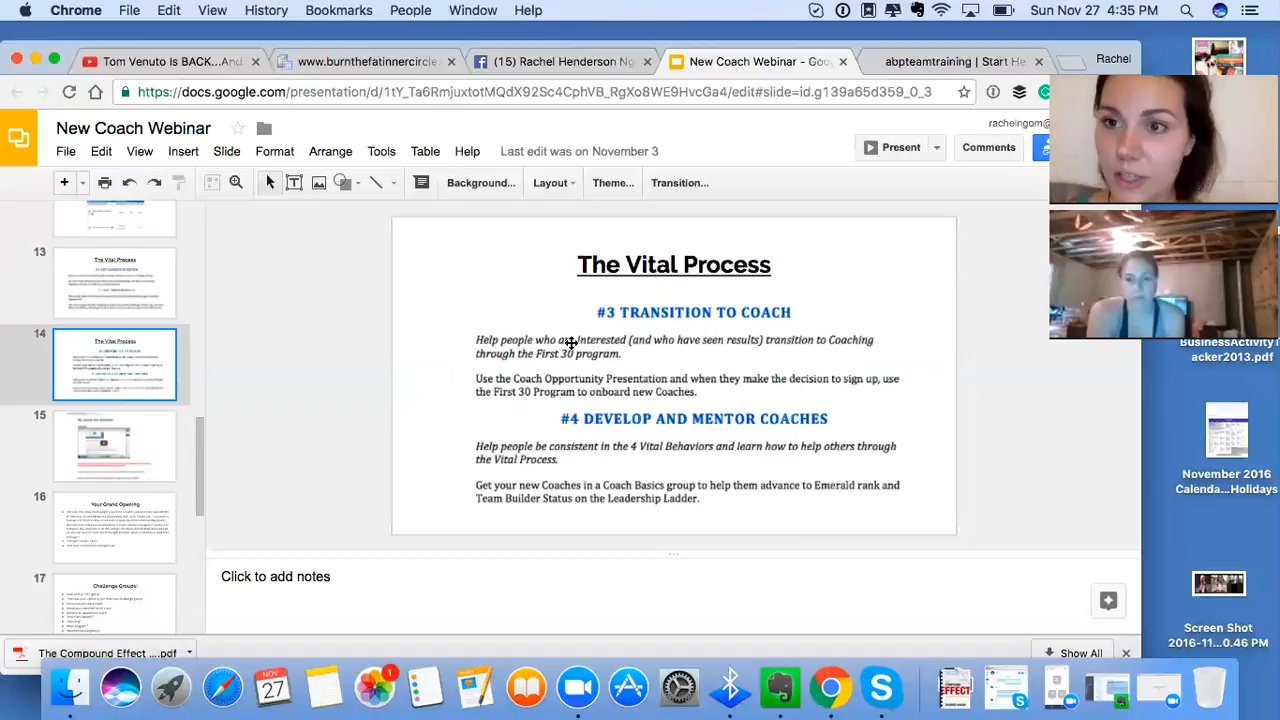 Chrome File Edit View History Bookmarks People Window Help Sun Nov 27 4:35 PM
Tom Venuto IS BACK...And
www.burnthefatinnercircle.
(1) Rachel Henderson Ng
New Coach Webinar - Goo
abpteamtraining | Start He
Rachel
https://docs.google.com/presentation/d/1tY_Ta6RmjuxtotMQUX92Sc4CphVB_RgXo8WE9HvcGa4/edit#slide=id.g139a65d359_0_3
New Coach Webinar
racheingom@
File Edit View Insert Slide Format Arrange Tools Table Help Last edit was on November 3
Present
Comments
Background... Layout Theme... Transition...
13
The Vital Process
14
The Vital Process
15
16
Your Grand Opening
17
Challenge Groups!
The Vital Process
#3 TRANSITION TO COACH
Help people who are interested (and who have seen results) transition to Coaching
through the First 30 program.
Use the Opportunity Presentation and when they make the decision to sign up, use
the First 30 Program to onboard new Coaches.
#4 DEVELOP AND MENTOR COACHES
Help people be consistent in the 4 Vital Behaviors and learn how to help others through
the Vital Process.
Get your new Coaches in a Coach Basics group to help them advance to Emerald rank and
Team Builder Status on the Leadership Ladder.
Click to add notes
BusinessActivity
acker2013.pdf
November 2016
Calenda...Holidays
Screen Shot
2016-11...0.46 PM
The Compound Effect ....pdf
Show All
NOV
27
1
EFFECT